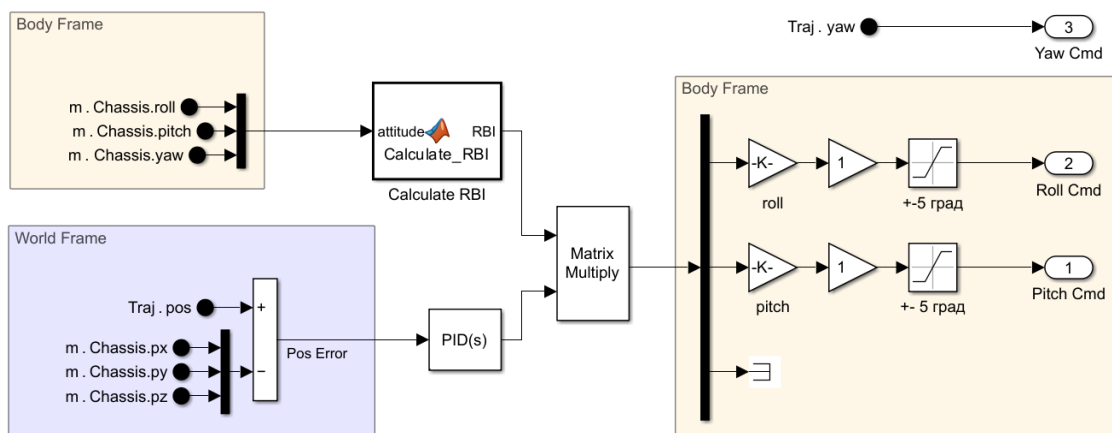 Body Frame
m . Chassis.roll
m . Chassis.pitch
m . Chassis.yaw
attitude
RBI
Calculate_RBI
Calculate RBI
Traj . yaw
3
Yaw Cmd
World Frame
Traj . pos
m . Chassis.px
m . Chassis.py
m . Chassis.pz
+
−
Pos Error
PID(s)
Matrix
Multiply
Body Frame
-K-
roll
1
+-5 град
2
Roll Cmd
-K-
pitch
1
+- 5 град
1
Pitch Cmd